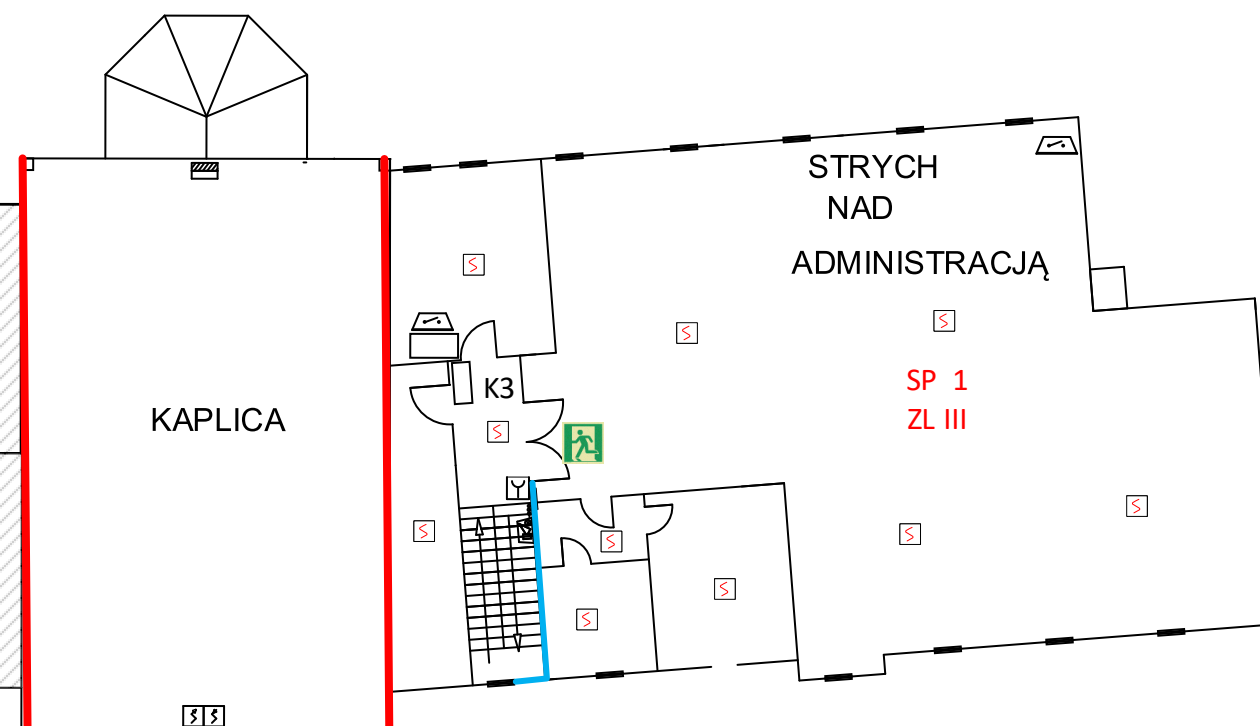 STRYCH
NAD
ADMINISTRACJĄ
SP 1
ZL III
K3
KAPLICA